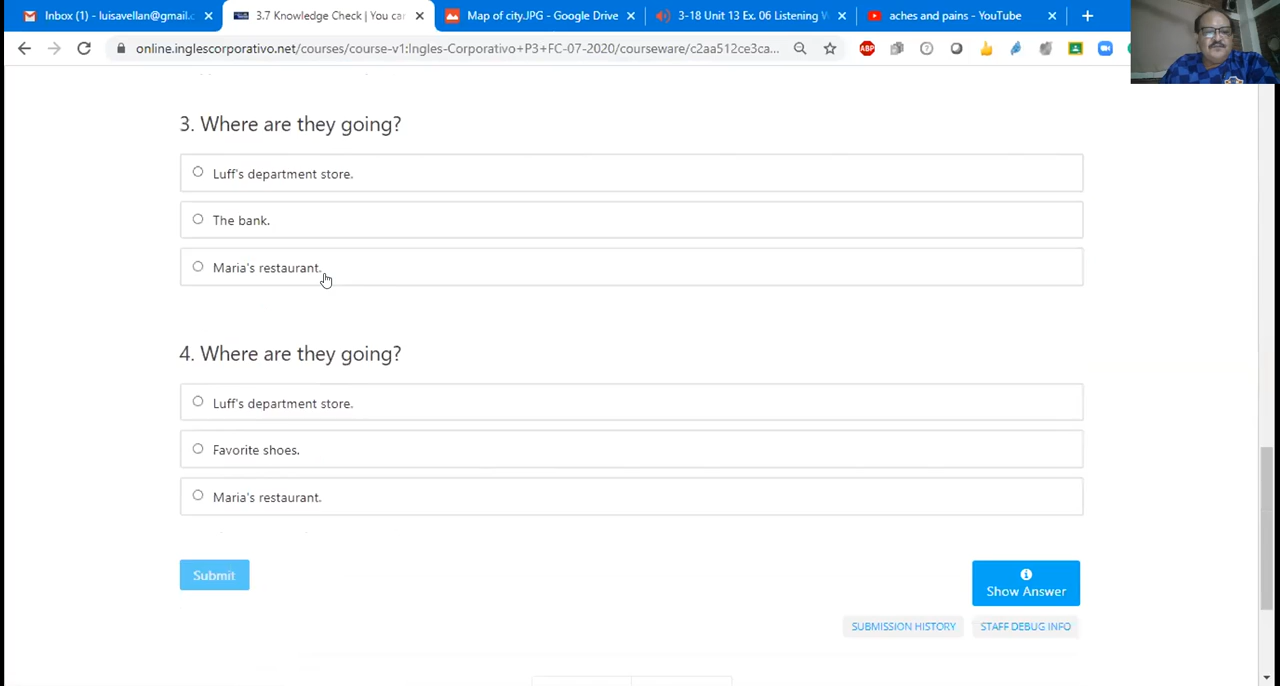 Inbox (1) - luisavellan@gmail.
3.7 Knowledge Check | You ca
Map of city.JPG - Google Drive
3-18 Unit 13 Ex. 06 Listening
aches and pains - YouTube
online.inglescorporativo.net/courses/course-v1:Ingles-Corporativo+P3+FC-07-2020/courseware/c2aa512ce3ca...
ABP
3. Where are they going?
Luff's department store.
The bank.
Maria's restaurant.
4. Where are they going?
Luff's department store.
Favorite shoes.
Maria's restaurant.
Submit
Show Answer
SUBMISSION HISTORY
STAFF DEBUG INFO